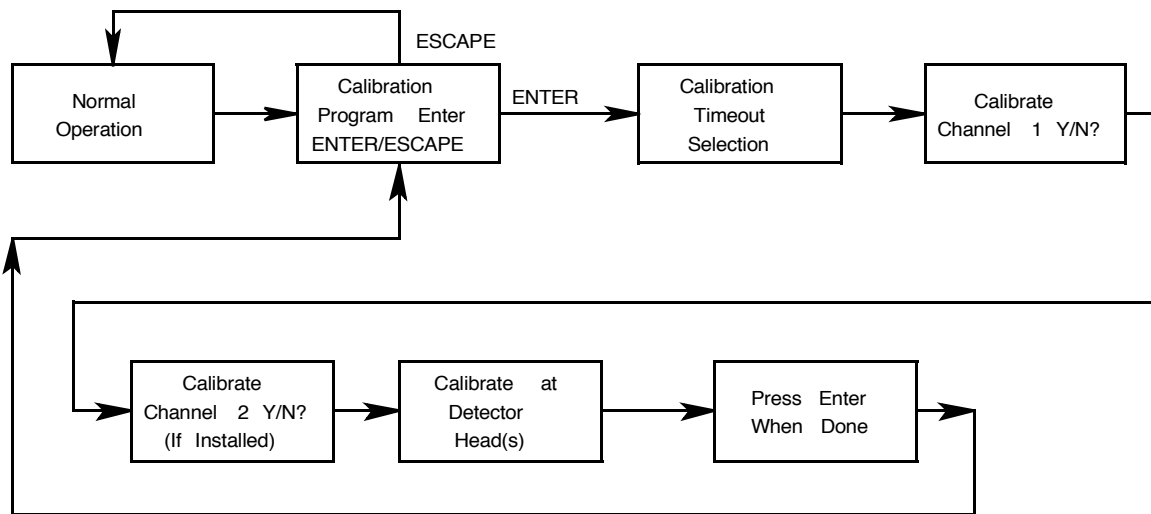 ESCAPE
Normal
Operation
Calibration
Program Enter
ENTER/ESCAPE
ENTER
Calibration
Timeout
Selection
Calibrate
Channel 1 Y/N?
Calibrate
Channel 2 Y/N?
(If Installed)
Calibrate at
Detector
Head(s)
Press Enter
When Done